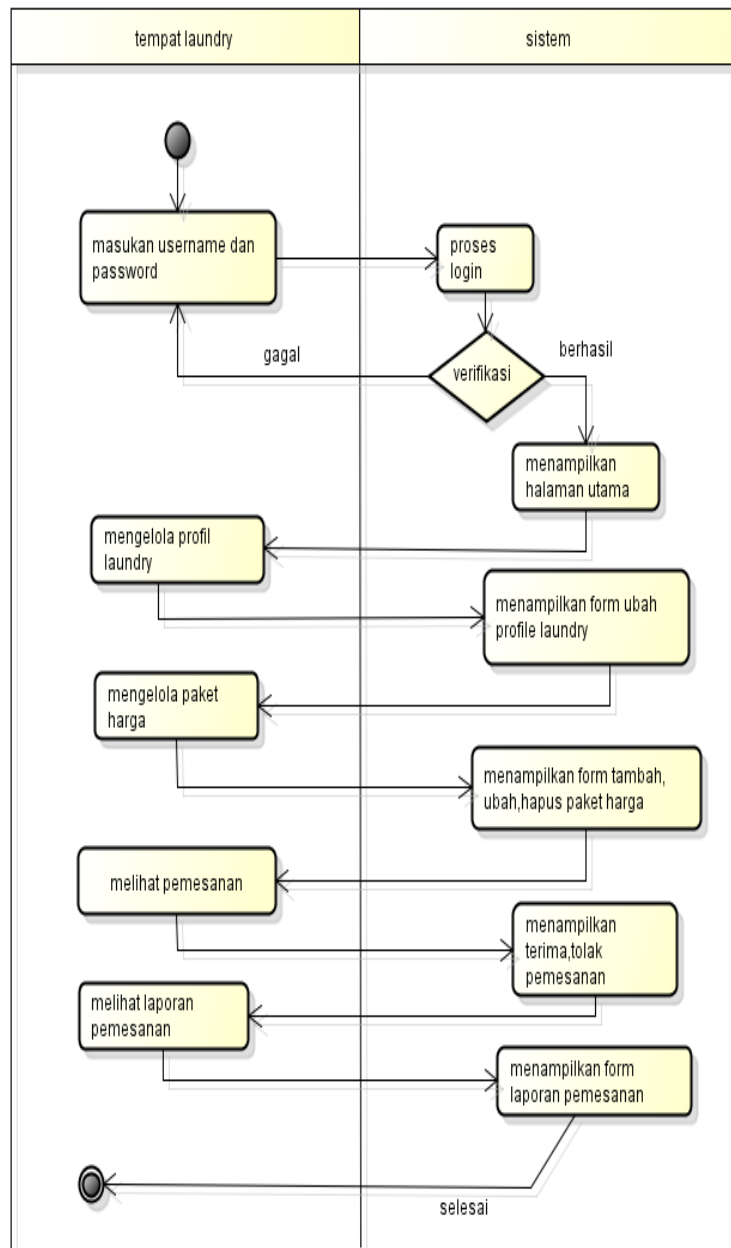 tempat laundry
sistem
masukan username dan
password
proses
login
gagal
verifikasi
berhasil
menampilkan
halaman utama
mengelola profil
laundry
menampilkan form ubah
profile laundry
mengelola paket
harga
menampilkan form tambah,
ubah,hapus paket harga
melihat pemesanan
menampilkan
terima,tolak
pemesanan
melihat laporan
pemesanan
menampilkan form
laporan pemesanan
selesai